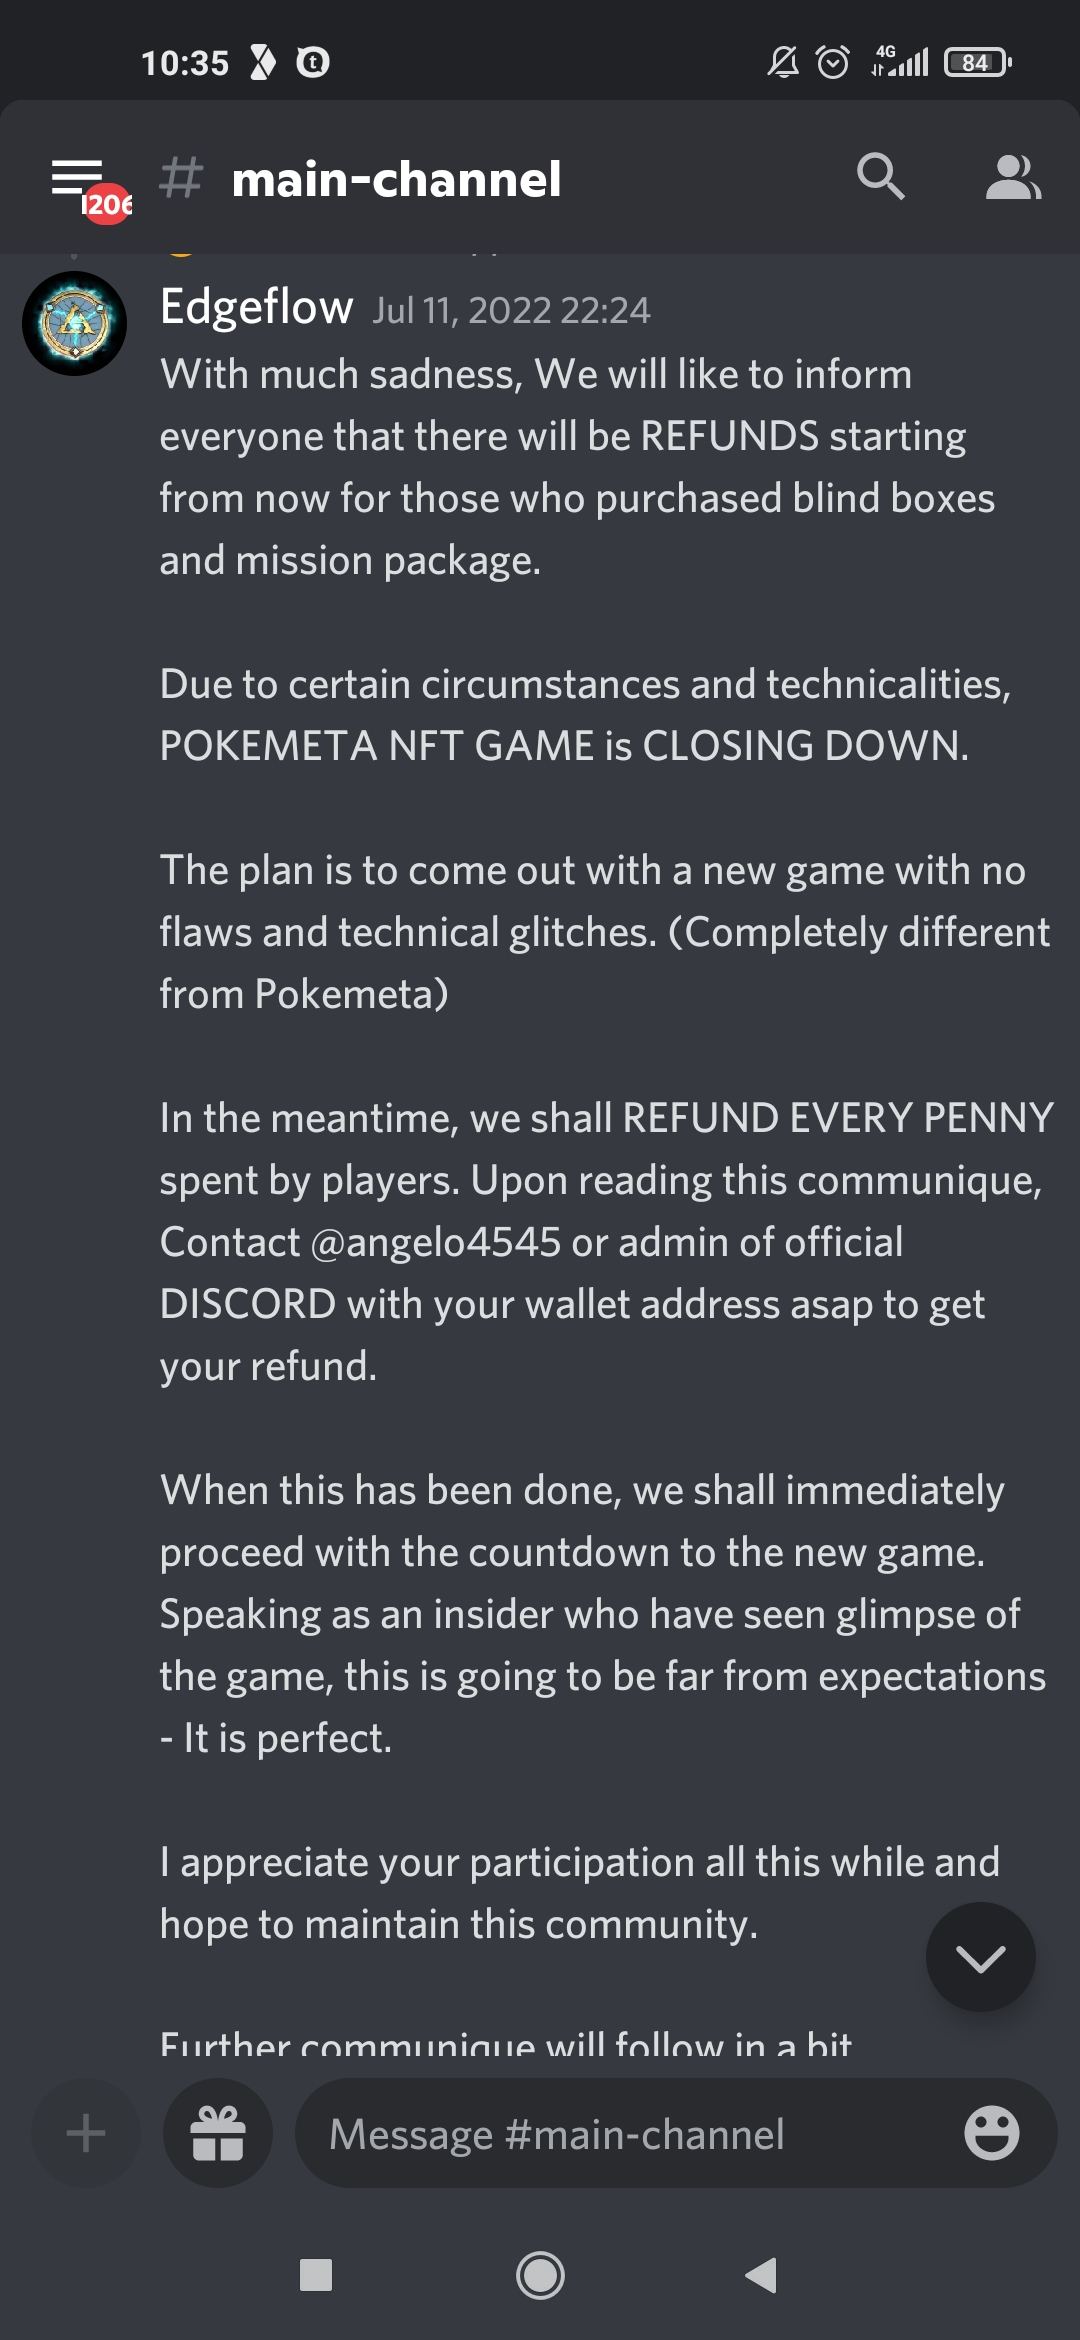 10:35
4G
84
1206
# main-channel
Edgeflow Jul 11, 2022 22:24
With much sadness, We will like to inform
everyone that there will be REFUNDS starting
from now for those who purchased blind boxes
and mission package.
Due to certain circumstances and technicalities,
POKEMETA NFT GAME is CLOSING DOWN.
The plan is to come out with a new game with no
flaws and technical glitches. (Completely different
from Pokemeta)
In the meantime, we shall REFUND EVERY PENNY
spent by players. Upon reading this communique,
Contact @angelo4545 or admin of official
DISCORD with your wallet address asap to get
your refund.
When this has been done, we shall immediately
proceed with the countdown to the new game.
Speaking as an insider who have seen glimpse of
the game, this is going to be far from expectations
- It is perfect.
I appreciate your participation all this while and
hope to maintain this community.
Further communique will follow in a bit
Message #main-channel